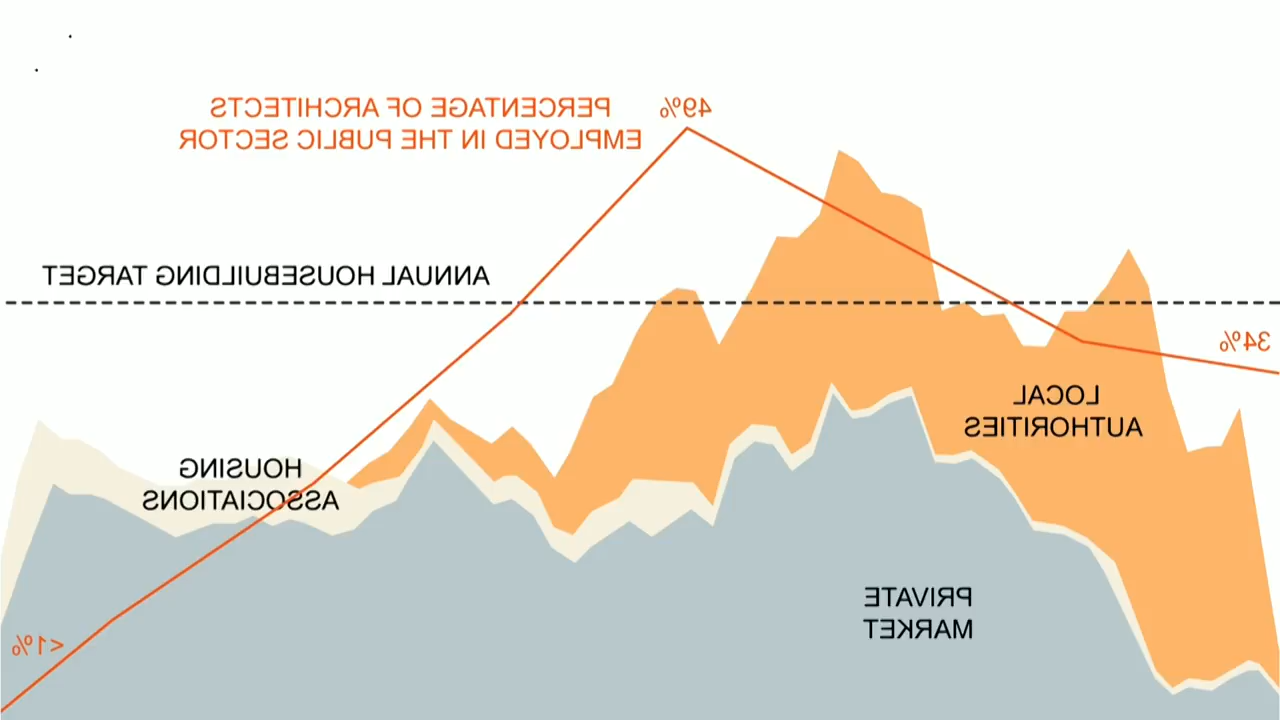 PERCENTAGE OF ARCHITECTS
EMPLOYED IN THE PUBLIC SECTOR
49%
ANNUAL HOUSEBUILDING TARGET
34%
LOCAL
AUTHORITIES
HOUSING
ASSOCIATIONS
PRIVATE
MARKET
<1%